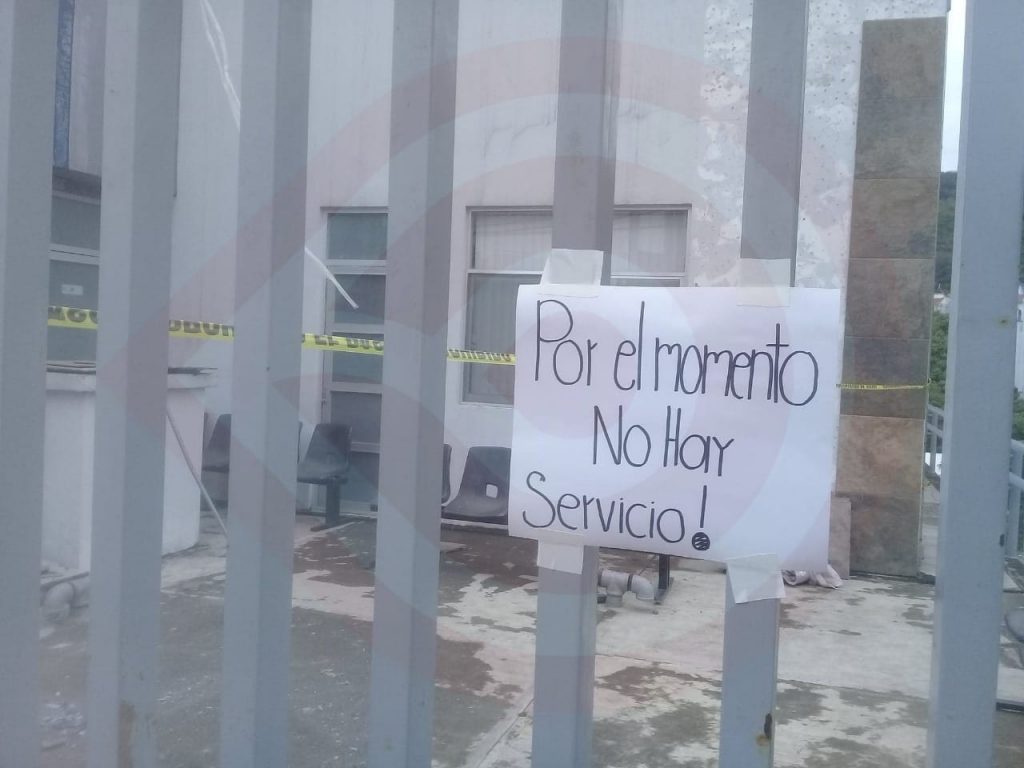 Por el momento
No Hay
Servicio!